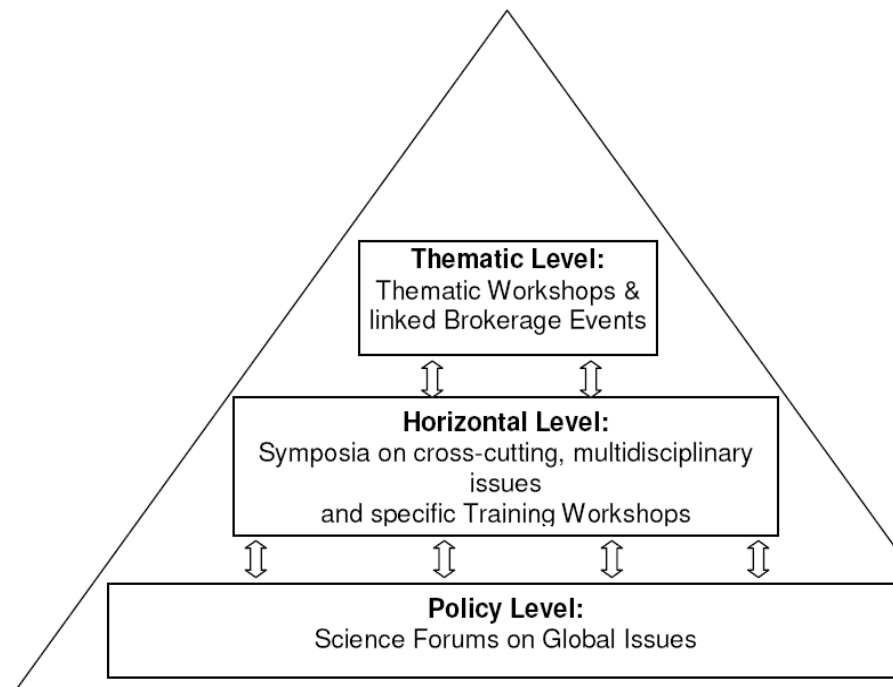 Thematic Level:
Thematic Workshops &
linked Brokerage Events
Horizontal Level:
Symposia on cross-cutting, multidisciplinary
issues
and specific Training Workshops
Policy Level:
Science Forums on Global Issues